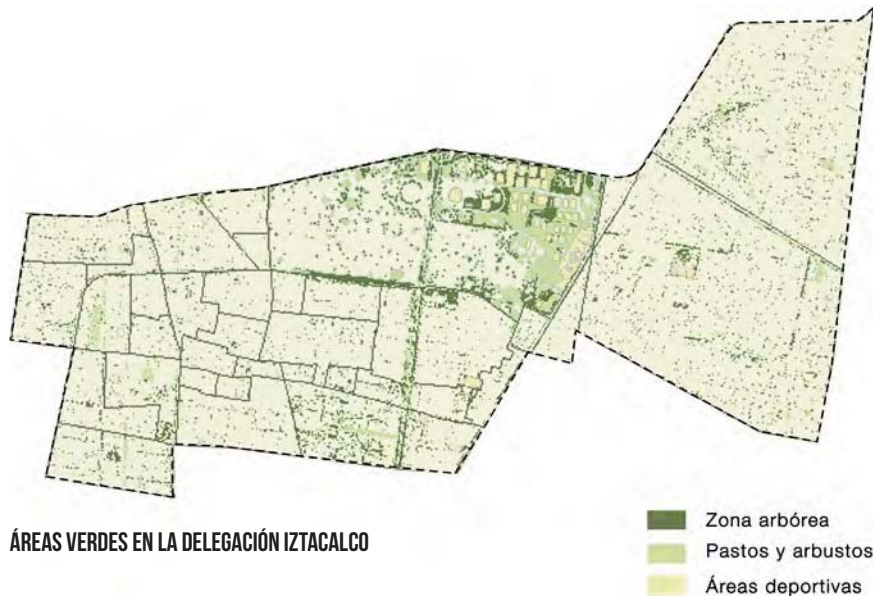 ÁREAS VERDES EN LA DELEGACIÓN IZTACALCO
Zona arbórea
Pastos y arbustos
Áreas deportivas